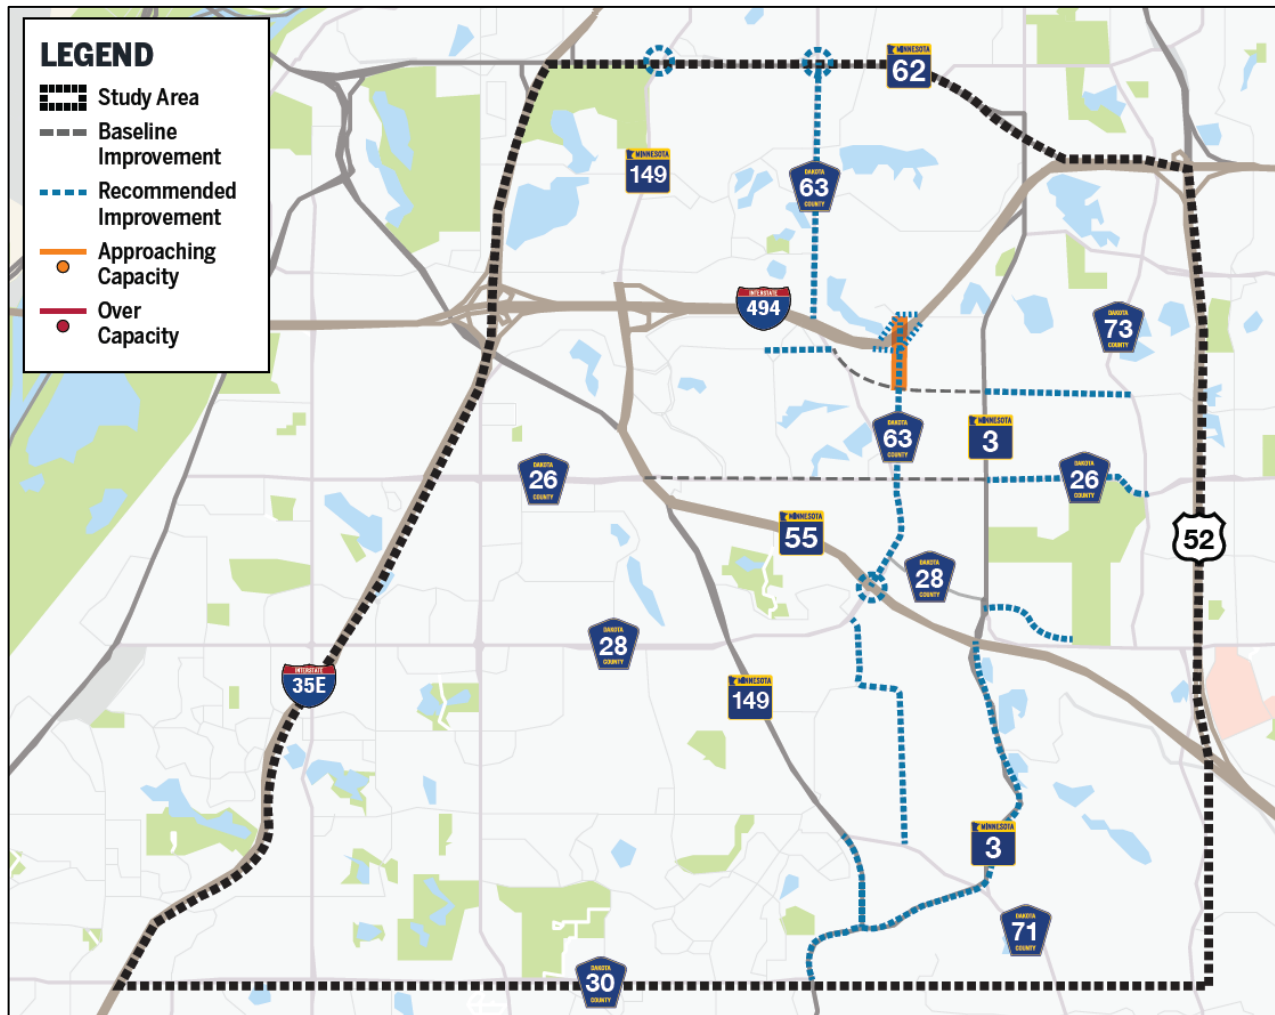 LEGEND
Study Area
Baseline
Improvement
Recommended
Improvement
Approaching
Capacity
Over
Capacity
MINNESOTA
62
MINNESOTA
149
DAKOTA
63
COUNTY
INTERSTATE
494
DAKOTA
73
COUNTY
DAKOTA
63
COUNTY
MINNESOTA
3
DAKOTA
26
COUNTY
DAKOTA
26
COUNTY
MINNESOTA
55
52
DAKOTA
28
COUNTY
DAKOTA
28
COUNTY
INTERSTATE
35E
MINNESOTA
149
MINNESOTA
3
DAKOTA
71
COUNTY
DAKOTA
30
COUNTY